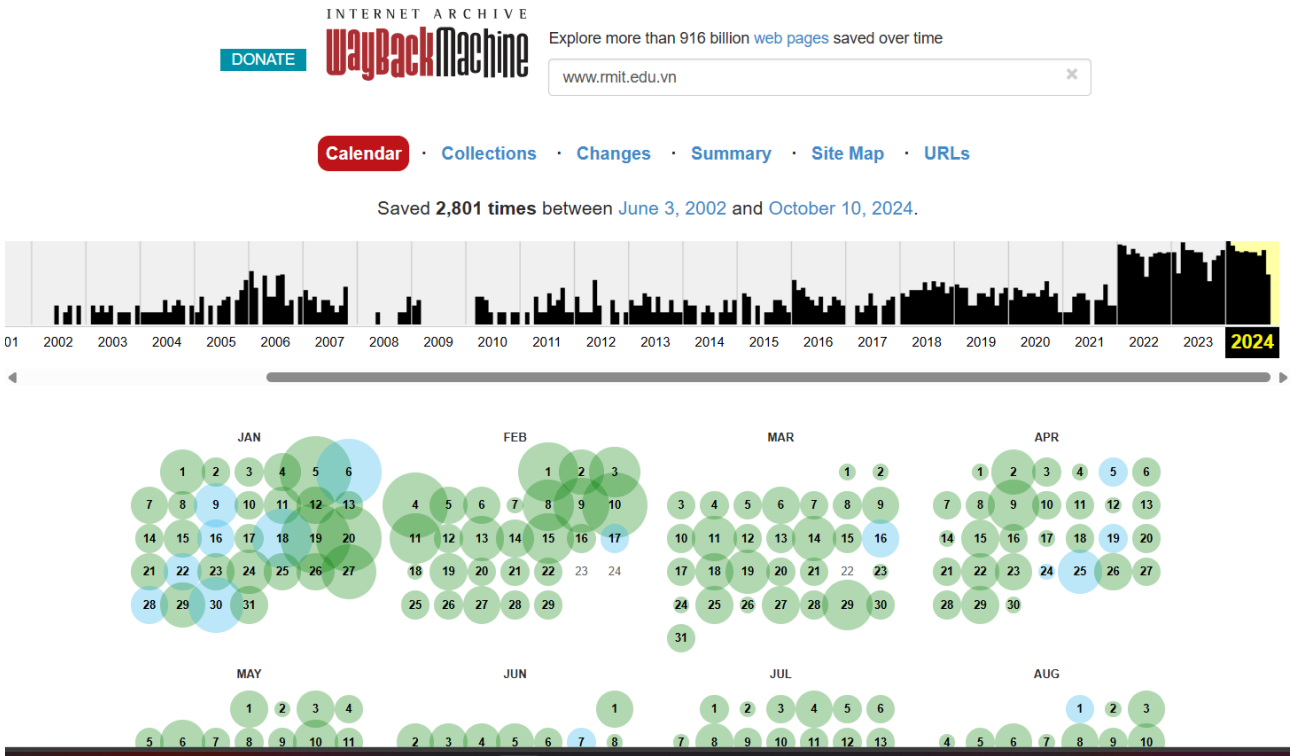 INTERNET ARCHIVE
DONATE
WayBackMachine
Explore more than 916 billion web pages saved over time
www.rmit.edu.vn ×
Calendar · Collections · Changes · Summary · Site Map · URLs
Saved 2,801 times between June 3, 2002 and October 10, 2024.
01 2002 2003 2004 2005 2006 2007 2008 2009 2010 2011 2012 2013 2014 2015 2016 2017 2018 2019 2020 2021 2022 2023 2024
JAN FEB MAR APR
1 2 3 4 5 6 1 2 3 1 2 1 2 3 4 5 6
7 8 9 10 11 12 13 4 5 6 7 8 9 10 3 4 5 6 7 8 9 7 8 9 10 11 12 13
14 15 16 17 18 19 20 11 12 13 14 15 16 17 10 11 12 13 14 15 16 14 15 16 17 18 19 20
21 22 23 24 25 26 27 18 19 20 21 22 23 24 17 18 19 20 21 22 23 21 22 23 24 25 26 27
28 29 30 31 25 26 27 28 29 24 25 26 27 28 29 30 28 29 30
31
MAY JUN JUL AUG
1 2 3 4 1 1 2 3 4 5 6 1 2 3
5 6 7 8 9 10 11 2 3 4 5 6 7 8 7 8 9 10 11 12 13 4 5 6 7 8 9 10